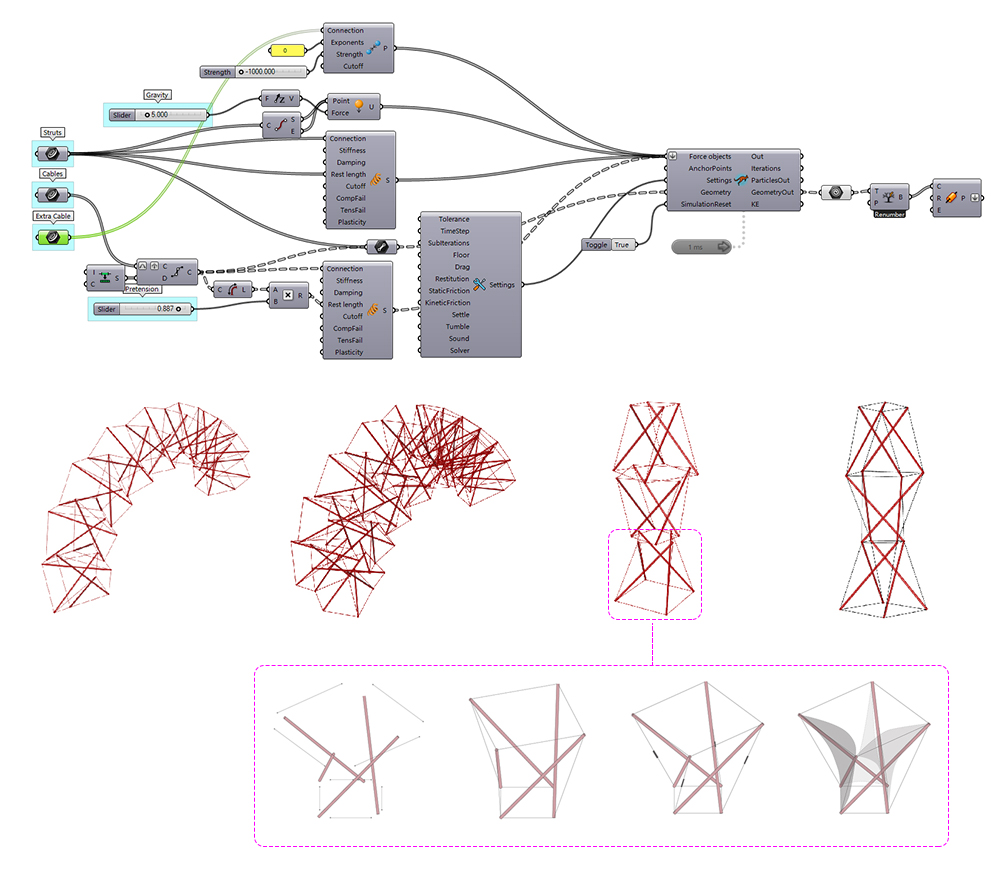 Connection
Exponents
Strength
Cutoff
P
0
Strength
-1000.000
Gravity
Slider
5.000
F V
C S E
Point
Force
U
Struts
Cables
Extra Cable
Connection
Stiffness
Damping
Rest length
Cutoff
CompFail
TensFail
Plasticity
S
Force objects
AnchorPoints
Settings
Geometry
SimulationReset
Out
Iterations
ParticlesOut
GeometryOut
KE
T P B
Renumber
C R E P
Toggle True
1 ms
Tolerance
TimeStep
SubIterations
Floor
Drag
Restitution
StaticFriction
KineticFriction
Settle
Tumble
Sound
Solver
Settings
I C S
C D C
Pretension
Slider
0.887
C L
A B R
Connection
Stiffness
Damping
Rest length
Cutoff
CompFail
TensFail
Plasticity
S